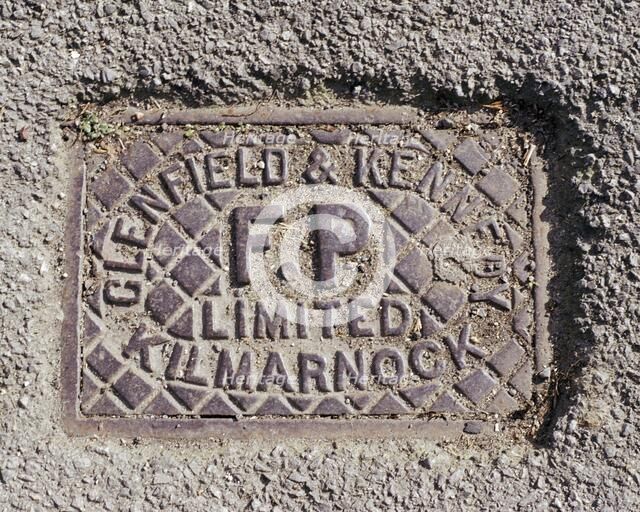 GLENFIELD & KENNEDY
FP
LIMITED
KILMARNOCK